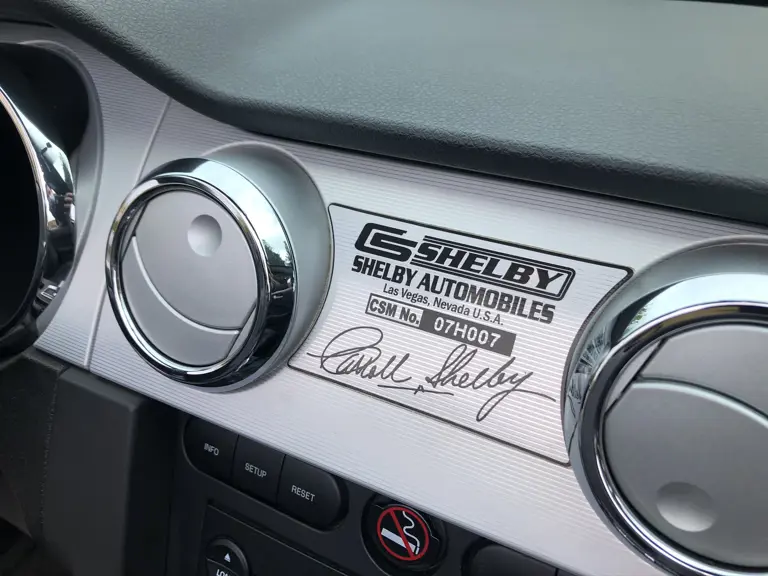 CS SHELBY
SHELBY AUTOMOBILES
Las Vegas, Nevada U.S.A.
CSM No. 07H007
Carroll Shelby
INFO
SETUP
RESET